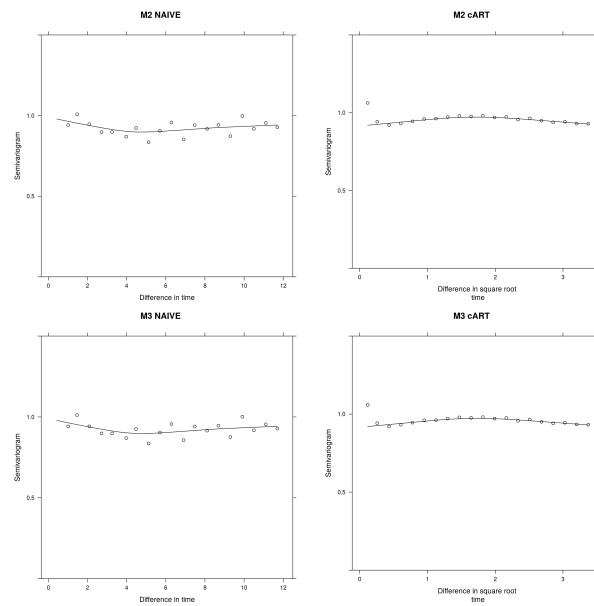 M2 NAIVE
Semivariogram
1.0
0.5
0 2 4 6 8 10 12
Difference in time
M2 cART
Semivariogram
1.0
0.5
0 1 2 3
Difference in square root
time
M3 NAIVE
Semivariogram
1.0
0.5
0 2 4 6 8 10 12
Difference in time
M3 cART
Semivariogram
1.0
0.5
0 1 2 3
Difference in square root
time